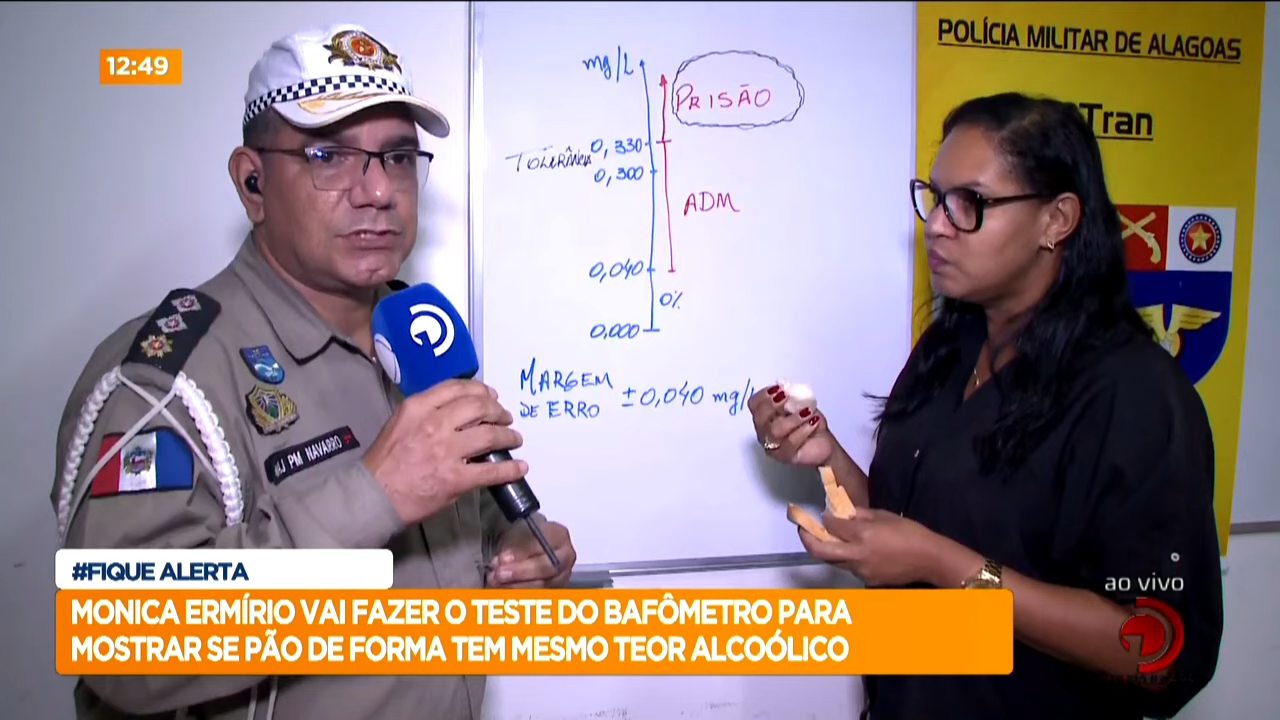 12:49
POLÍCIA MILITAR DE ALAGOAS
Tran
mg/L
PRISÃO
0,330
TOLERÂNCIA
0,300
ADM
0,040
0%
0,000
MARGEM
DE ERRO
± 0,040 mg/L
MAJ PM NAVARRO
#FIQUE ALERTA
MONICA ERMÍRIO VAI FAZER O TESTE DO BAFÔMETRO PARA
MOSTRAR SE PÃO DE FORMA TEM MESMO TEOR ALCOÓLICO
ao vivo